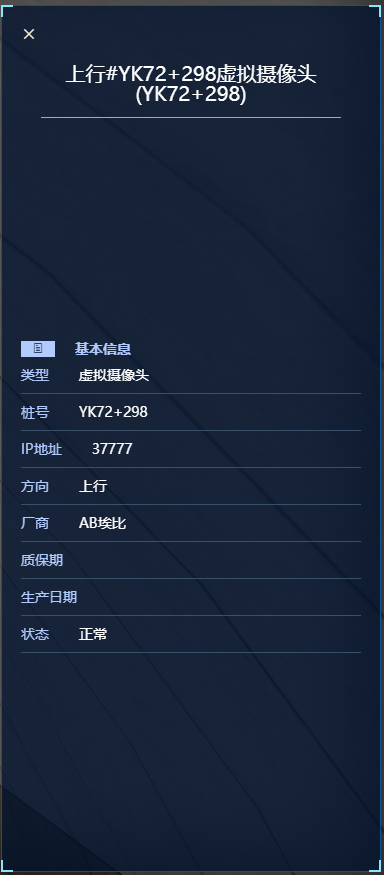 ×
上行#YK72+298虚拟摄像头
(YK72+298)
基本信息
类型 虚拟摄像头
桩号 YK72+298
IP地址 37777
方向 上行
厂商 AB埃比
质保期
生产日期
状态 正常